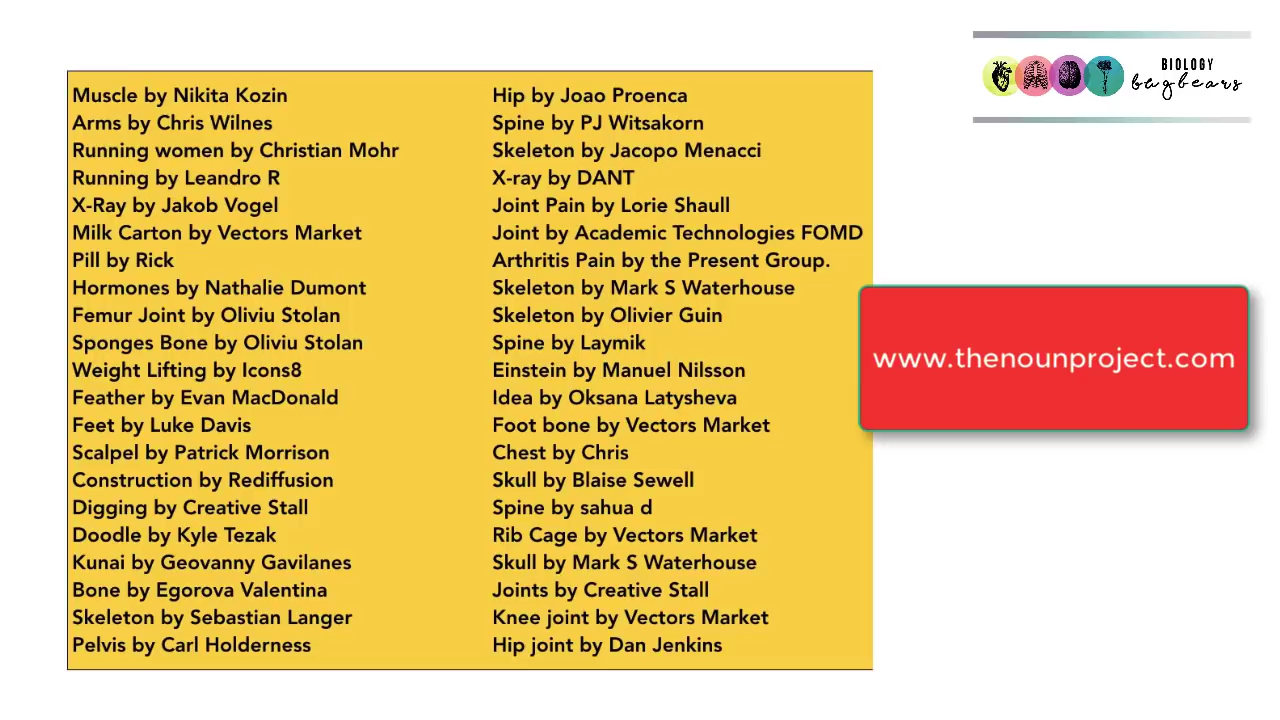 BIOLOGY
bugbears
Muscle by Nikita Kozin
Arms by Chris Wilnes
Running women by Christian Mohr
Running by Leandro R
X-Ray by Jakob Vogel
Milk Carton by Vectors Market
Pill by Rick
Hormones by Nathalie Dumont
Femur Joint by Oliviu Stolan
Sponges Bone by Oliviu Stolan
Weight Lifting by Icons8
Feather by Evan MacDonald
Feet by Luke Davis
Scalpel by Patrick Morrison
Construction by Rediffusion
Digging by Creative Stall
Doodle by Kyle Tezak
Kunai by Geovanny Gavilanes
Bone by Egorova Valentina
Skeleton by Sebastian Langer
Pelvis by Carl Holderness
Hip by Joao Proenca
Spine by PJ Witsakorn
Skeleton by Jacopo Menacci
X-ray by DANT
Joint Pain by Lorie Shaull
Joint by Academic Technologies FOMD
Arthritis Pain by the Present Group.
Skeleton by Mark S Waterhouse
Skeleton by Olivier Guin
Spine by Laymik
Einstein by Manuel Nilsson
Idea by Oksana Latysheva
Foot bone by Vectors Market
Chest by Chris
Skull by Blaise Sewell
Spine by sahua d
Rib Cage by Vectors Market
Skull by Mark S Waterhouse
Joints by Creative Stall
Knee joint by Vectors Market
Hip joint by Dan Jenkins
www.thenounproject.com